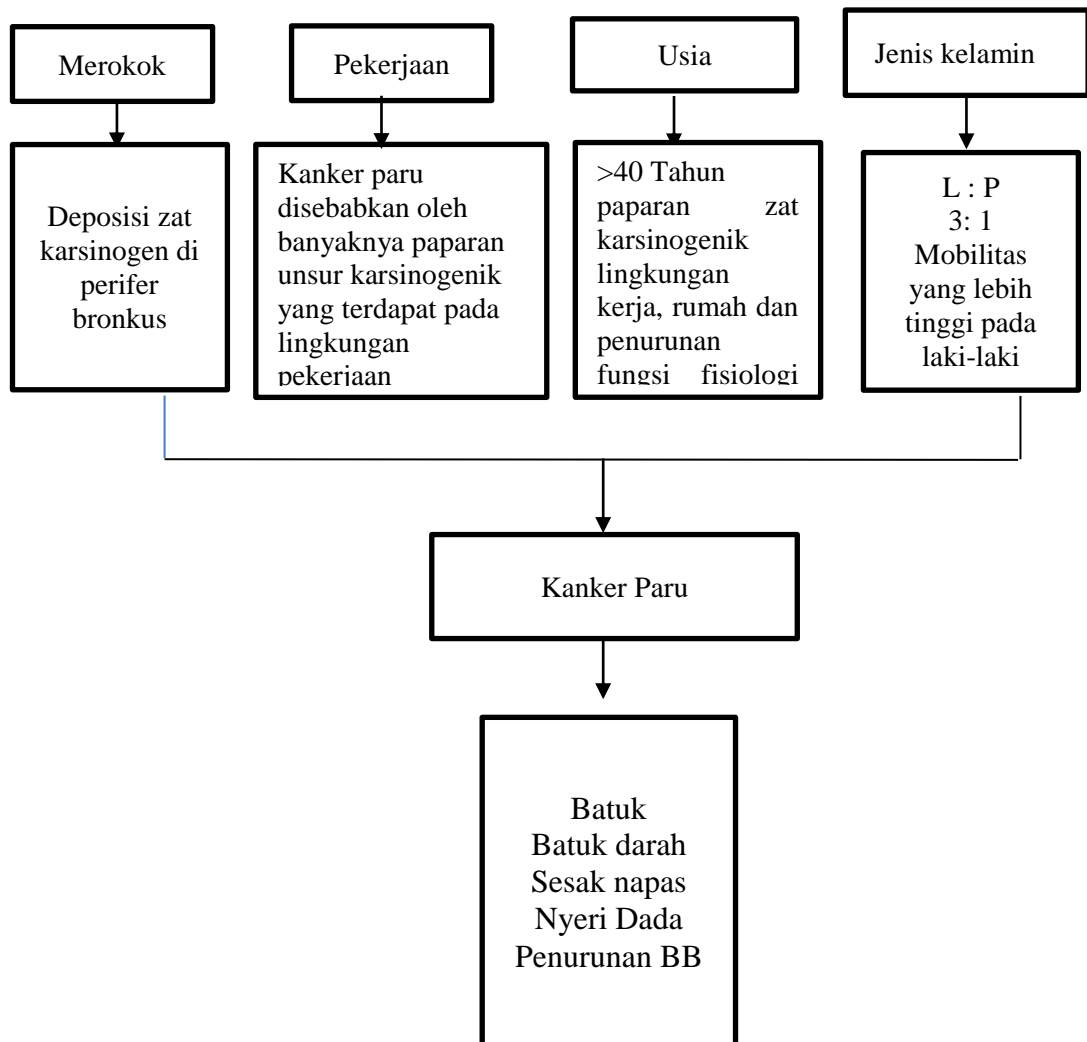 Merokok
Pekerjaan
Usia
Jenis kelamin
Deposisi zat
karsinogen di
perifer
bronkus
Kanker paru
disebabkan oleh
banyaknya paparan
unsur karsinogenik
yang terdapat pada
lingkungan
pekerjaan
>40 Tahun
paparan zat
karsinogenik
lingkungan
kerja, rumah dan
penurunan
fungsi fisiologi
L : P
3: 1
Mobilitas
yang lebih
tinggi pada
laki-laki
Kanker Paru
Batuk
Batuk darah
Sesak napas
Nyeri Dada
Penurunan BB